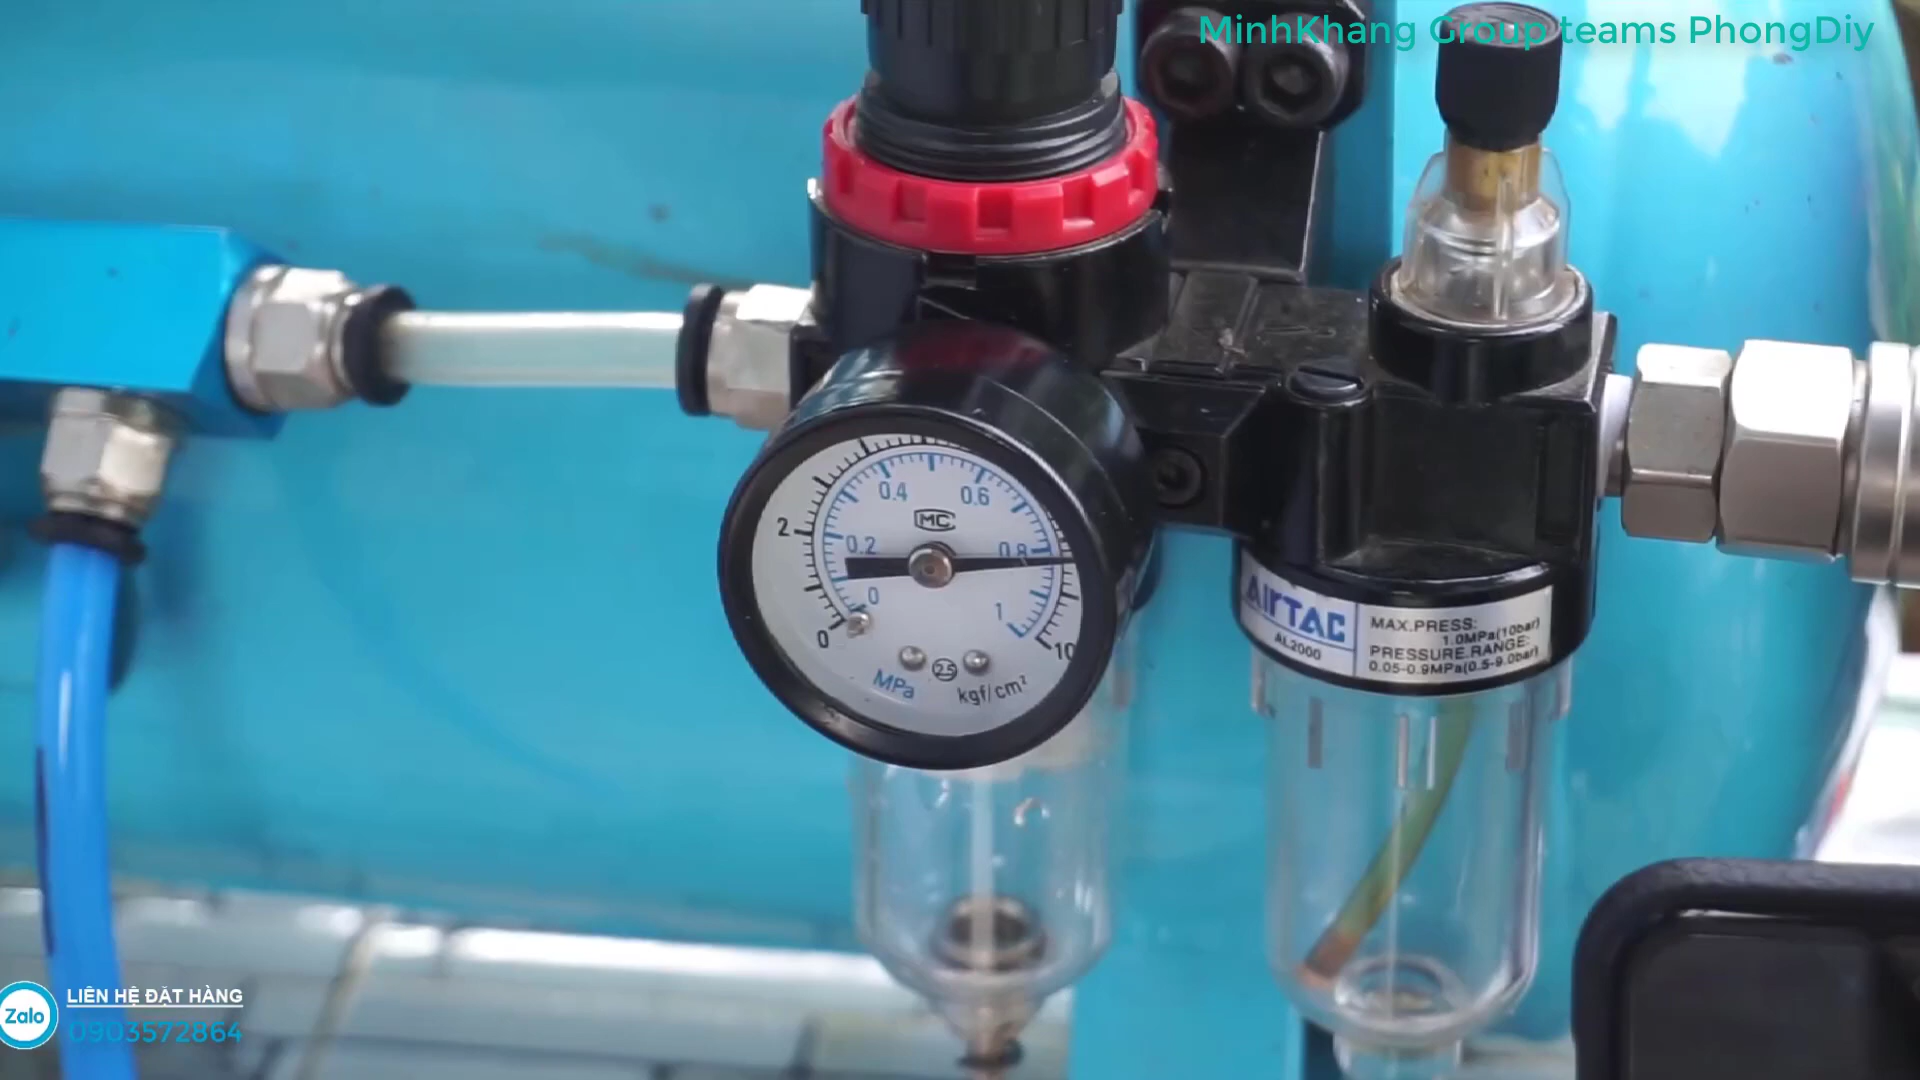 MinhKhang Group teams PhongDiy
0.4 0.6
MC
2
0.2 0.8
0 1
0 10
2.5
MPa kgf/cm²
AirTAC
AL2000
MAX.PRESS:
1.0MPa(10bar)
PRESSURE.RANGE:
0.05-0.9MPa(0.5-9.0bar)
Zalo
LIÊN HỆ ĐẶT HÀNG
0903572864